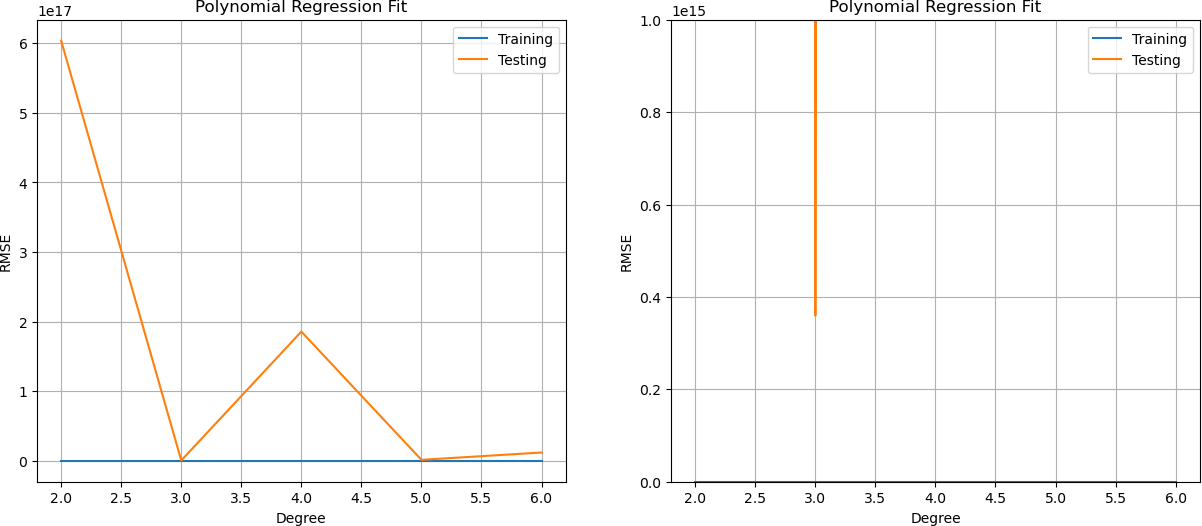 Polynomial Regression Fit
1e17
Training
Testing
6
5
4
3
2
1
0
RMSE
2.0 2.5 3.0 3.5 4.0 4.5 5.0 5.5 6.0
Degree
Polynomial Regression Fit
1e15
Training
Testing
1.0
0.8
0.6
0.4
0.2
0.0
RMSE
2.0 2.5 3.0 3.5 4.0 4.5 5.0 5.5 6.0
Degree